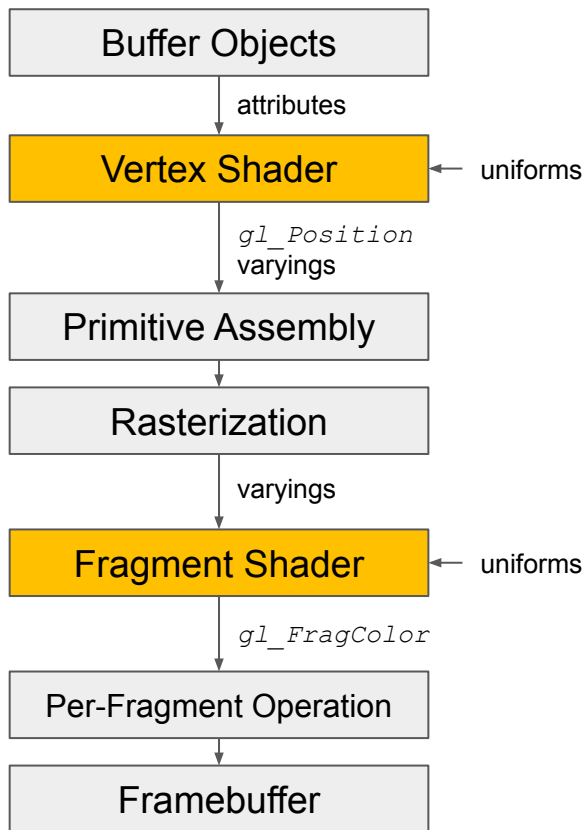 Buffer Objects
attributes
Vertex Shader
uniforms
gl_Position
varyings
Primitive Assembly
Rasterization
varyings
Fragment Shader
uniforms
gl_FragColor
Per-Fragment Operation
Framebuffer